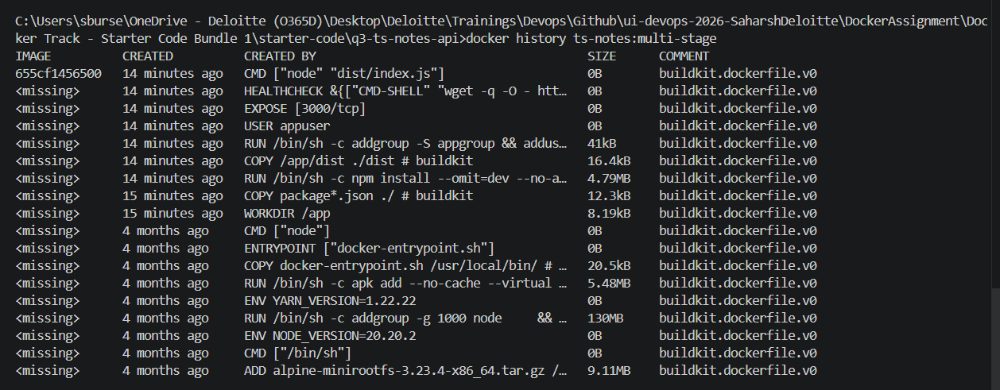 C:\Users\sburse\OneDrive - Deloitte (O365D)\Desktop\Deloitte\Trainings\Devops\Github\ui-devops-2026-SaharshDeloitte\DockerAssignment\Doc
ker Track - Starter Code Bundle 1\starter-code\q3-ts-notes-api>docker history ts-notes:multi-stage
IMAGE CREATED CREATED BY SIZE COMMENT
655cf1456500 14 minutes ago CMD ["node" "dist/index.js"] 0B buildkit.dockerfile.v0
<missing> 14 minutes ago HEALTHCHECK &{["CMD-SHELL" "wget -q -O - htt… 0B buildkit.dockerfile.v0
<missing> 14 minutes ago EXPOSE [3000/tcp] 0B buildkit.dockerfile.v0
<missing> 14 minutes ago USER appuser 0B buildkit.dockerfile.v0
<missing> 14 minutes ago RUN /bin/sh -c addgroup -S appgroup && addus… 41kB buildkit.dockerfile.v0
<missing> 14 minutes ago COPY /app/dist ./dist # buildkit 16.4kB buildkit.dockerfile.v0
<missing> 14 minutes ago RUN /bin/sh -c npm install --omit=dev --no-a… 4.79MB buildkit.dockerfile.v0
<missing> 15 minutes ago COPY package*.json ./ # buildkit 12.3kB buildkit.dockerfile.v0
<missing> 15 minutes ago WORKDIR /app 8.19kB buildkit.dockerfile.v0
<missing> 4 months ago CMD ["node"] 0B buildkit.dockerfile.v0
<missing> 4 months ago ENTRYPOINT ["docker-entrypoint.sh"] 0B buildkit.dockerfile.v0
<missing> 4 months ago COPY docker-entrypoint.sh /usr/local/bin/ # … 20.5kB buildkit.dockerfile.v0
<missing> 4 months ago RUN /bin/sh -c apk add --no-cache --virtual … 5.48MB buildkit.dockerfile.v0
<missing> 4 months ago ENV YARN_VERSION=1.22.22 0B buildkit.dockerfile.v0
<missing> 4 months ago RUN /bin/sh -c addgroup -g 1000 node && … 130MB buildkit.dockerfile.v0
<missing> 4 months ago ENV NODE_VERSION=20.20.2 0B buildkit.dockerfile.v0
<missing> 4 months ago CMD ["/bin/sh"] 0B buildkit.dockerfile.v0
<missing> 4 months ago ADD alpine-minirootfs-3.23.4-x86_64.tar.gz /… 9.11MB buildkit.dockerfile.v0